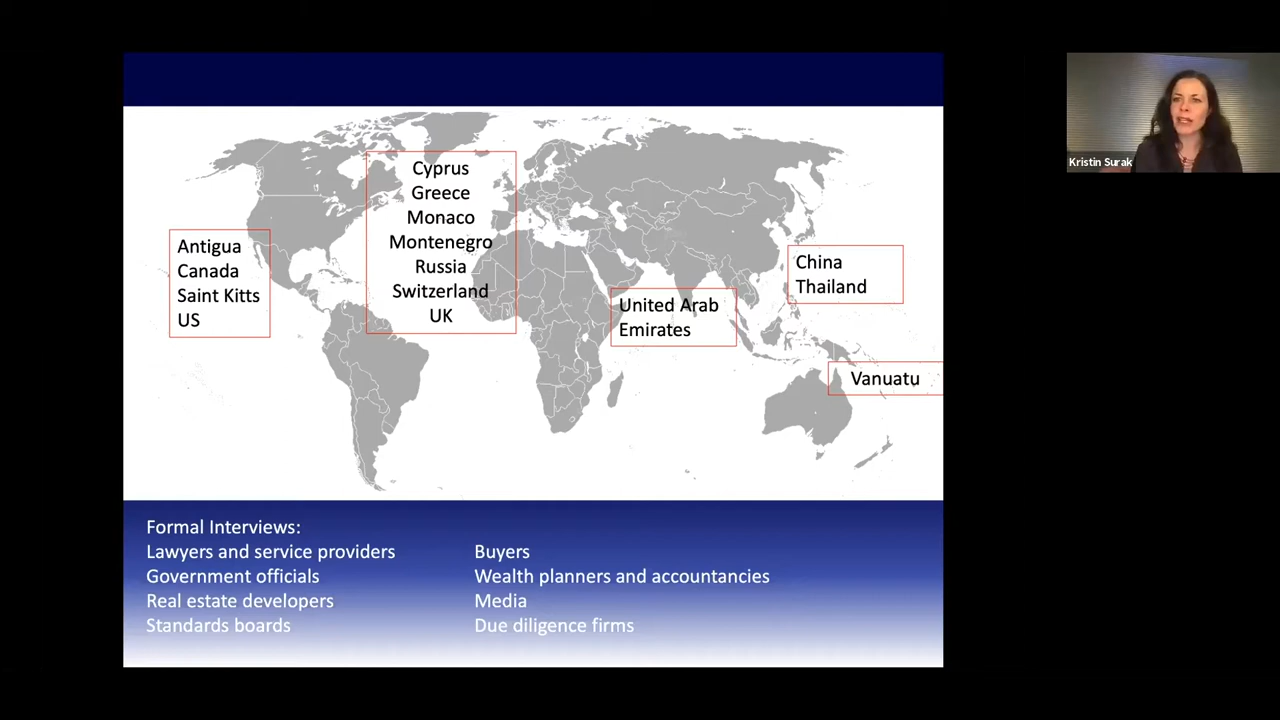 Antigua
Canada
Saint Kitts
US
Cyprus
Greece
Monaco
Montenegro
Russia
Switzerland
UK
United Arab
Emirates
China
Thailand
Vanuatu
Formal Interviews:
Lawyers and service providers
Government officials
Real estate developers
Standards boards
Buyers
Wealth planners and accountancies
Media
Due diligence firms
Kristin Surak